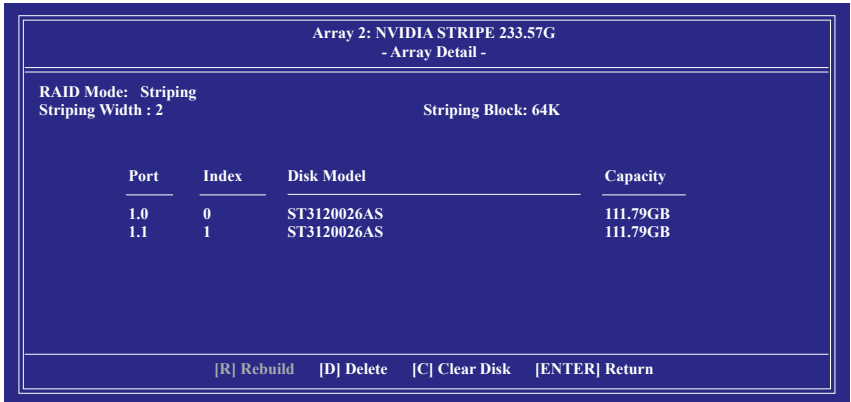 Array 2: NVIDIA STRIPE 233.57G
- Array Detail -
RAID Mode: Striping
Striping Width : 2 Striping Block: 64K
Port Index Disk Model Capacity
1.0 0 ST3120026AS 111.79GB
1.1 1 ST3120026AS 111.79GB
[R] Rebuild [D] Delete [C] Clear Disk [ENTER] Return